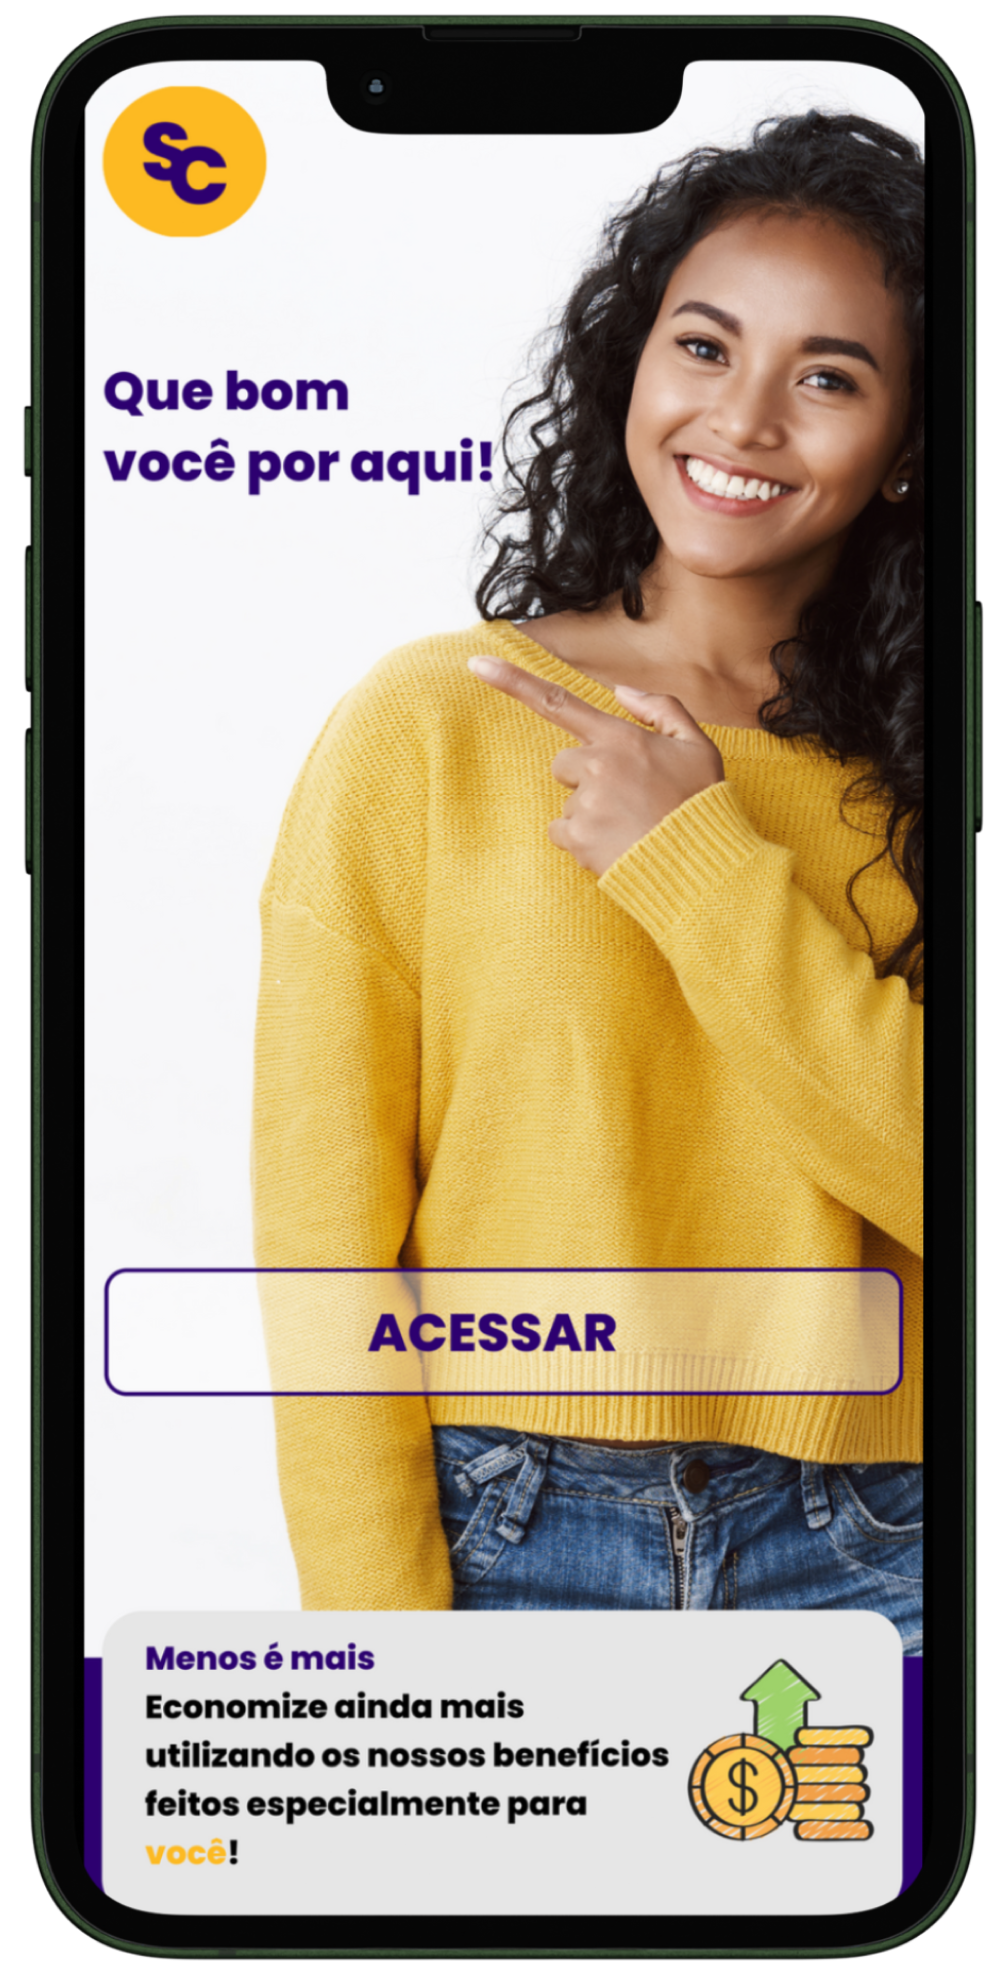 SC
Que bom
você por aqui!
ACESSAR
Menos é mais
Economize ainda mais
utilizando os nossos benefícios
feitos especialmente para
você!
$